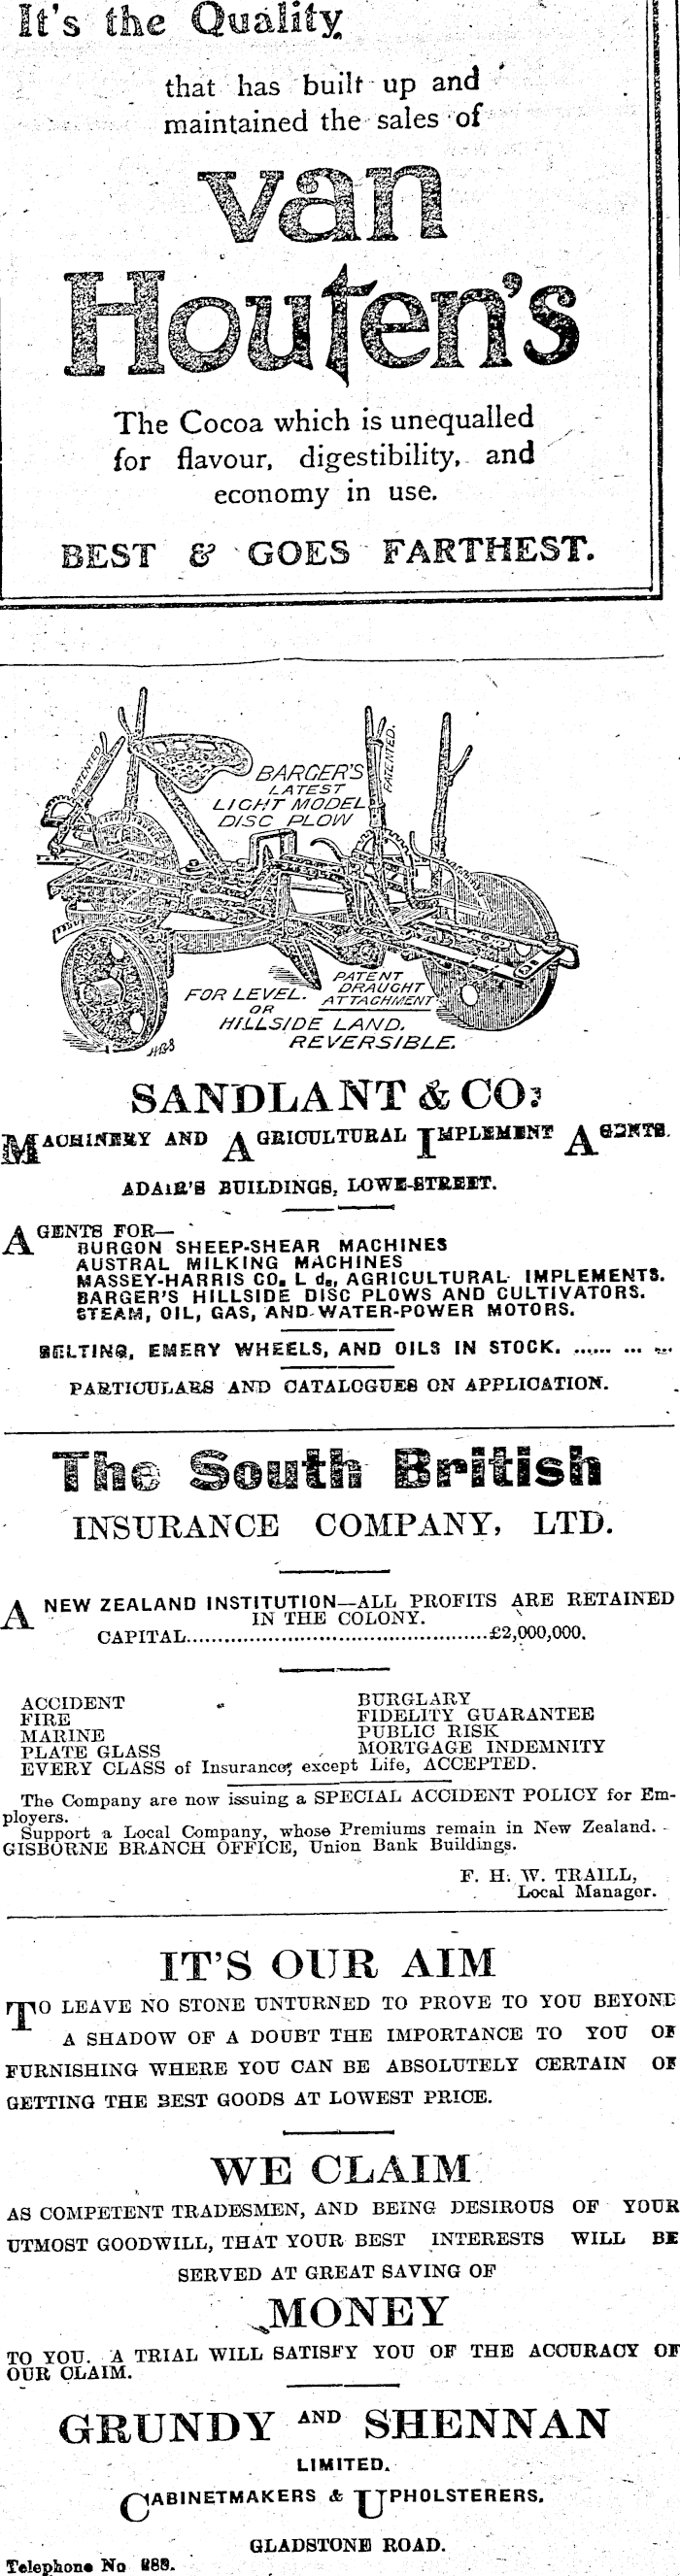 It's the Quality
that has built up and
maintained the sales of
van
Houten's
The Cocoa which is unequalled
for flavour, digestibility, and
economy in use.
BEST & GOES FARTHEST.
PATENTED
PATENTED.
BARGER'S
LATEST
LIGHT MODEL
DISC PLOW
FOR LEVEL.
OR
HILLSIDE LAND.
REVERSIBLE.
PATENT
DRAUGHT
ATTACHMENT
SANDLANT & CO.
MACHINERY AND AGRICULTURAL IMPLEMENT AGENTS.
ADAIR'S BUILDINGS, LOWE-STREET.
AGENTS FOR—
BURGON SHEEP-SHEAR MACHINES
AUSTRAL MILKING MACHINES
MASSEY-HARRIS CO. L d., AGRICULTURAL IMPLEMENTS.
BARGER'S HILLSIDE DISC PLOWS AND CULTIVATORS.
STEAM, OIL, GAS, AND WATER-POWER MOTORS.
BELTING, EMERY WHEELS, AND OILS IN STOCK. ...... ... ...
PARTICULARS AND CATALOGUES ON APPLICATION.
The South British
INSURANCE COMPANY, LTD.
A NEW ZEALAND INSTITUTION—ALL PROFITS ARE RETAINED
IN THE COLONY.
CAPITAL................................................£2,000,000.
ACCIDENT BURGLARY
FIRE FIDELITY GUARANTEE
MARINE PUBLIC RISK
PLATE GLASS MORTGAGE INDEMNITY
EVERY CLASS of Insurance, except Life, ACCEPTED.
The Company are now issuing a SPECIAL ACCIDENT POLICY for Em-
ployers.
Support a Local Company, whose Premiums remain in New Zealand.
GISBORNE BRANCH OFFICE, Union Bank Buildings.
F. H. W. TRAILL,
Local Manager.
IT'S OUR AIM
TO LEAVE NO STONE UNTURNED TO PROVE TO YOU BEYOND
A SHADOW OF A DOUBT THE IMPORTANCE TO YOU OF
FURNISHING WHERE YOU CAN BE ABSOLUTELY CERTAIN OF
GETTING THE BEST GOODS AT LOWEST PRICE.
WE CLAIM
AS COMPETENT TRADESMEN, AND BEING DESIROUS OF YOUR
UTMOST GOODWILL, THAT YOUR BEST INTERESTS WILL BE
SERVED AT GREAT SAVING OF
MONEY
TO YOU. A TRIAL WILL SATISFY YOU OF THE ACCURACY OF
OUR CLAIM.
GRUNDY AND SHENNAN
LIMITED.
CABINETMAKERS & UPHOLSTERERS.
GLADSTONE ROAD.
Telephone No